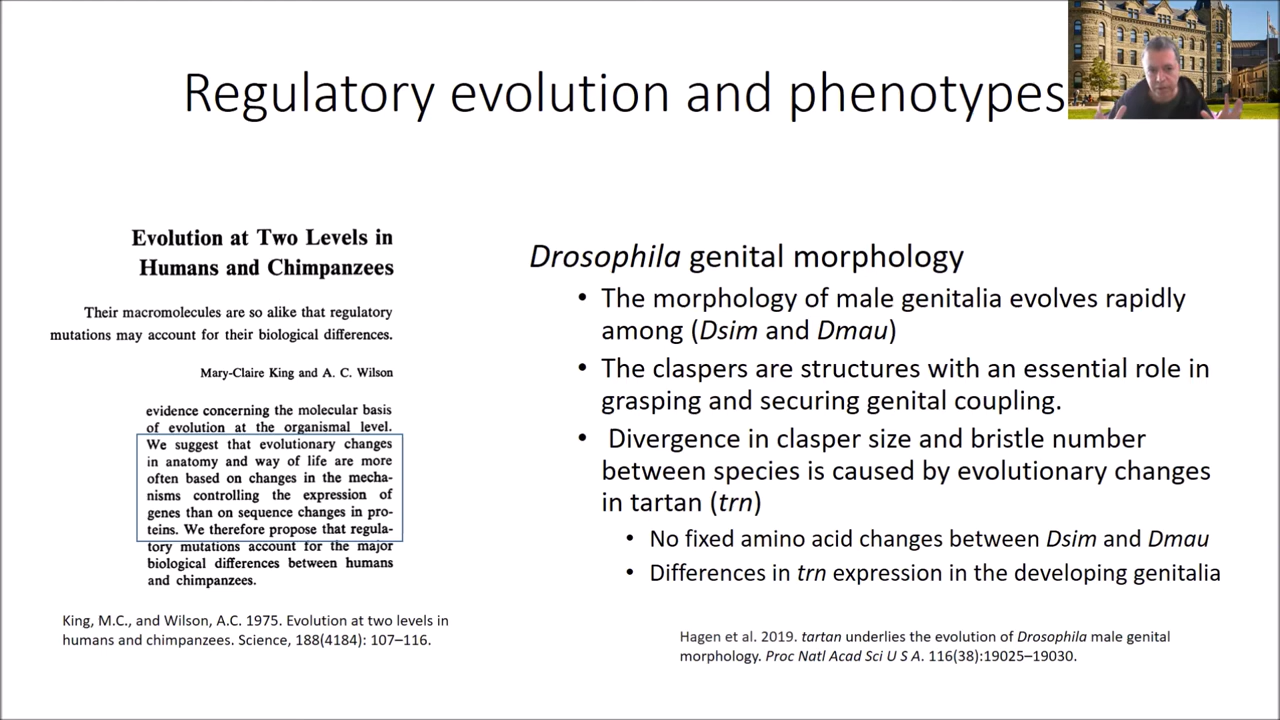 Regulatory evolution and phenotypes
Evolution at Two Levels in
Humans and Chimpanzees
Their macromolecules are so alike that regulatory
mutations may account for their biological differences.
Mary-Claire King and A. C. Wilson
evidence concerning the molecular basis
of evolution at the organismal level.
We suggest that evolutionary changes
in anatomy and way of life are more
often based on changes in the mecha-
nisms controlling the expression of
genes than on sequence changes in pro-
teins. We therefore propose that regula-
tory mutations account for the major
biological differences between humans
and chimpanzees.
King, M.C., and Wilson, A.C. 1975. Evolution at two levels in
humans and chimpanzees. Science, 188(4184): 107–116.
Drosophila genital morphology
• The morphology of male genitalia evolves rapidly
among (Dsim and Dmau)
• The claspers are structures with an essential role in
grasping and securing genital coupling.
• Divergence in clasper size and bristle number
between species is caused by evolutionary changes
in tartan (trn)
• No fixed amino acid changes between Dsim and Dmau
• Differences in trn expression in the developing genitalia
Hagen et al. 2019. tartan underlies the evolution of Drosophila male genital
morphology. Proc Natl Acad Sci U S A. 116(38):19025–19030.